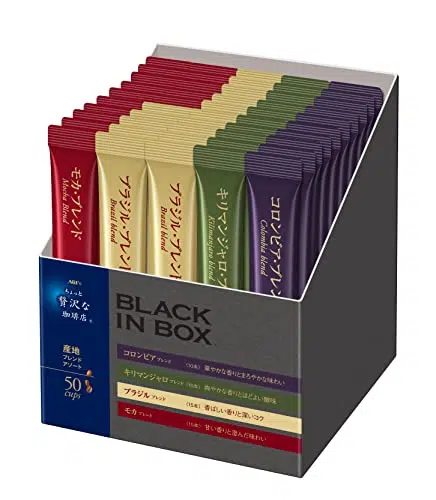 モカ・ブレンド
Mocha Blend
ブラジル・ブレンド
Brazil Blend
ブラジル・ブレンド
Brazil Blend
キリマンジャロ・ブ
Kilimanjaro Blend
コロンビア・ブレンド
Colombia Blend
AGF
ちょっと
贅沢な
珈琲店
産地
ブレンド
アソート
50
cups
BLACK
IN BOX
コロンビア ブレンド 華やかな香りとまろやかな味わい
キリマンジャロ ブレンド 爽やかな香りとほどよい酸味
ブラジル ブレンド (15本) 香ばしい香りと深いコク
モカ ブレンド 甘い香りと澄んだ味わい